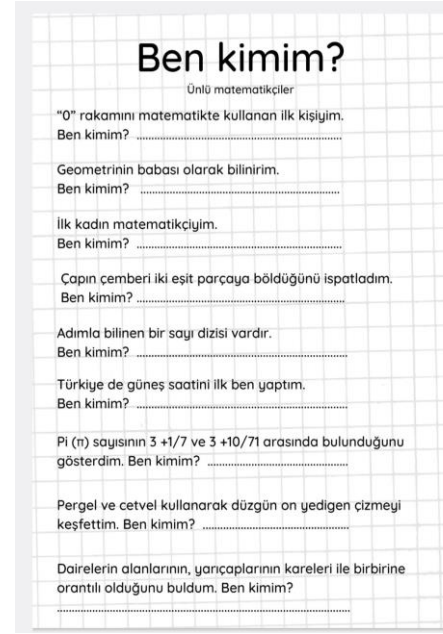 Ben kimim?
Ünlü matematikçiler
"0" rakamını matematikte kullanan ilk kişiyim.
Ben kimim? ..............................
Geometrinin babası olarak bilinirim.
Ben kimim? ..............................
İlk kadın matematikçiyim.
Ben kimim? ..............................
Çapın çemberi iki eşit parçaya böldüğünü ispatladım.
Ben kimim? ..............................
Adımla bilinen bir sayı dizisi vardır.
Ben kimim? ..............................
Türkiye de güneş saatini ilk ben yaptım.
Ben kimim? ..............................
Pi (π) sayısının 3 +1/7 ve 3 +10/71 arasında bulunduğunu
gösterdim. Ben kimim? ..............................
Pergel ve cetvel kullanarak düzgün on yedigen çizmeyi
keşfettim. Ben kimim? ..............................
Dairelerin alanlarının, yarıçaplarının kareleri ile birbirine
orantılı olduğunu buldum. Ben kimim?
..............................